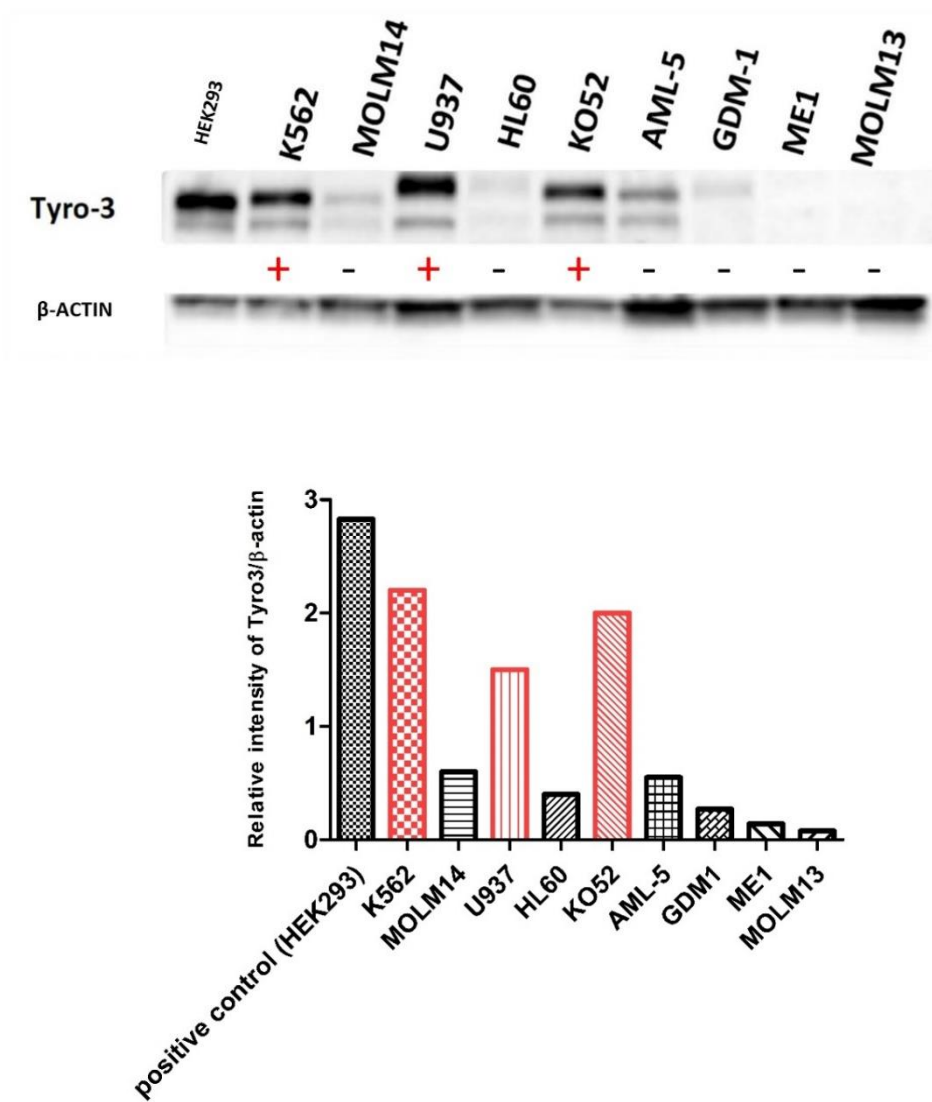 HEK293 K562 MOLM14 U937 HL60 KO52 AML-5 GDM-1 ME1 MOLM13
Tyro-3
+ - + - + - - - -
β-ACTIN
Relative intensity of Tyro3/β-actin
3
2
1
0
positive control (HEK293) K562 MOLM14 U937 HL60 KO52 AML-5 GDM1 ME1 MOLM13